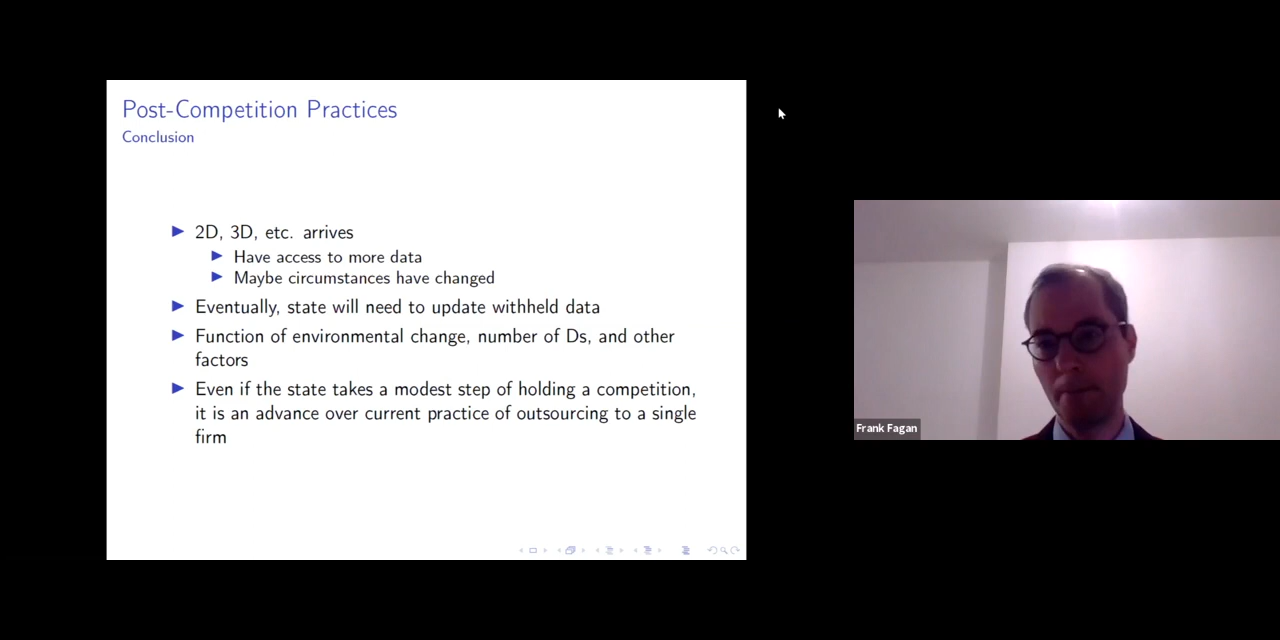 Post-Competition Practices
Conclusion
2D, 3D, etc. arrives
Have access to more data
Maybe circumstances have changed
Eventually, state will need to update withheld data
Function of environmental change, number of Ds, and other
factors
Even if the state takes a modest step of holding a competition,
it is an advance over current practice of outsourcing to a single
firm
Frank Fagan